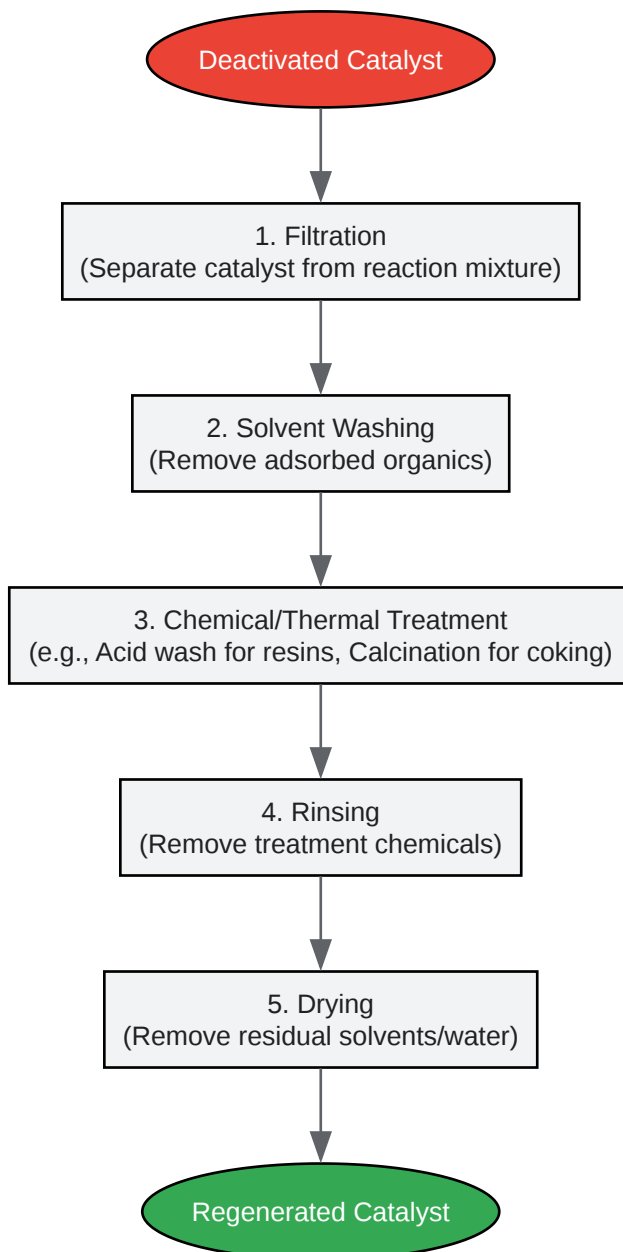 Deactivated Catalyst
1. Filtration
(Separate catalyst from reaction mixture)
2. Solvent Washing
(Remove adsorbed organics)
3. Chemical/Thermal Treatment
(e.g., Acid wash for resins, Calcination for coking)
4. Rinsing
(Remove treatment chemicals)
5. Drying
(Remove residual solvents/water)
Regenerated Catalyst